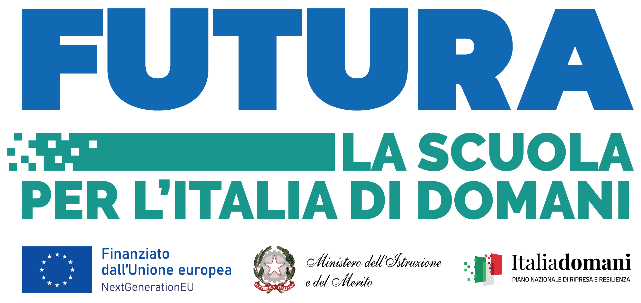 FUTURA
LA SCUOLA
PER L'ITALIA DI DOMANI
Finanziato
dall'Unione europea
NextGenerationEU
Ministero dell'Istruzione
e del Merito
Italiadomani
PIANO NAZIONALE DI RIPRESA E RESILIENZA